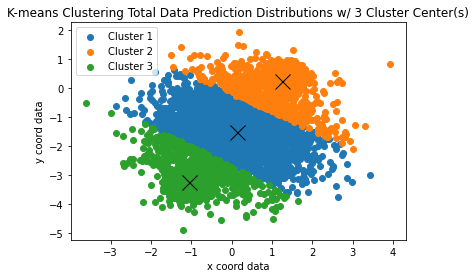 K-means Clustering Total Data Prediction Distributions w/ 3 Cluster Center(s)
Cluster 1
Cluster 2
Cluster 3
y coord data
2
1
0
−1
−2
−3
−4
−5
−3
−2
−1
0
1
2
3
4
x coord data